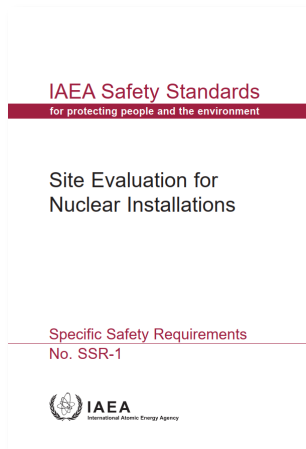 IAEA Safety Standards
for protecting people and the environment
Site Evaluation for
Nuclear Installations
Specific Safety Requirements
No. SSR-1
IAEA
International Atomic Energy Agency